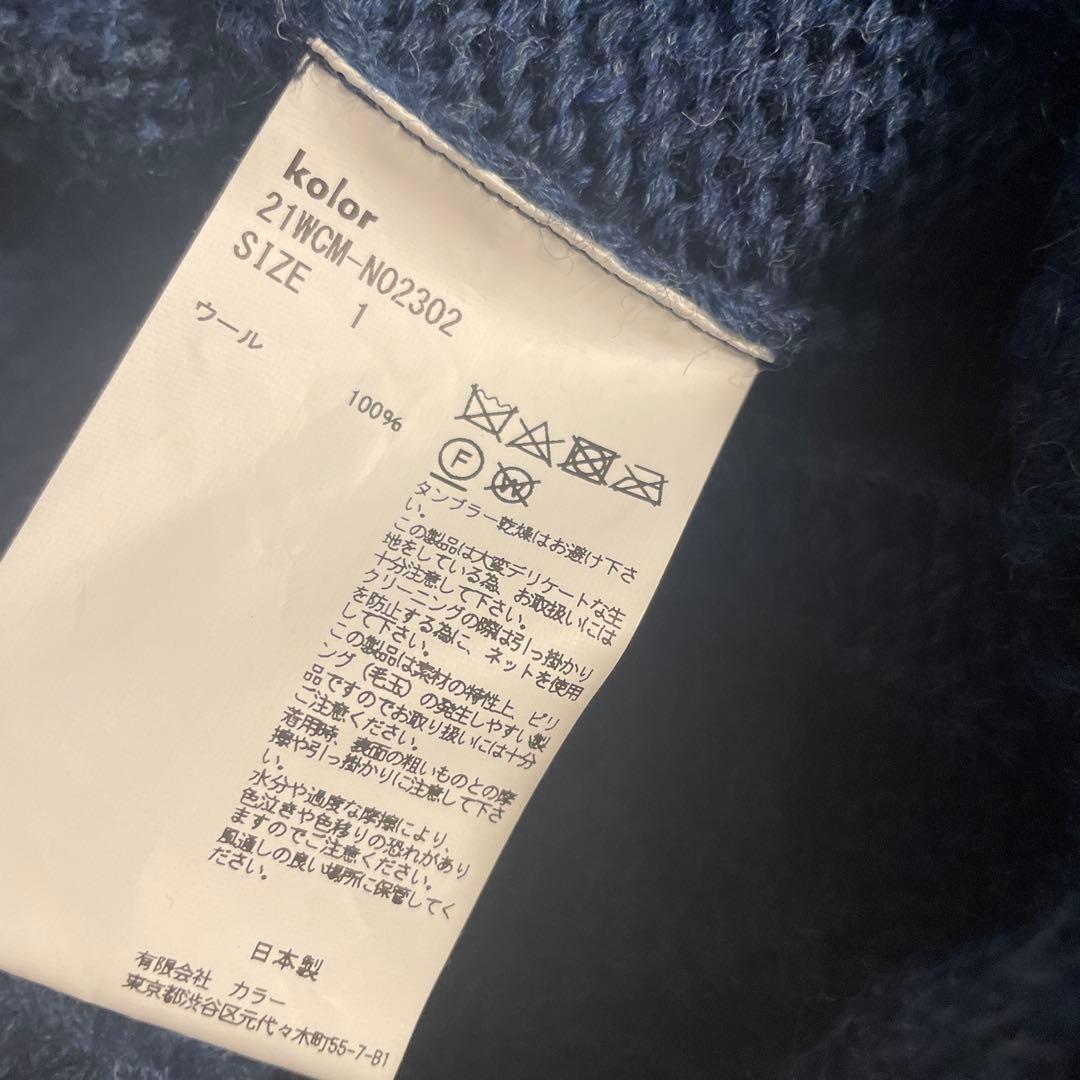 kolor
21WCM-N02302
SIZE 1
ウール
100%
F
W
タンブラー乾燥はお避け下さ
い。
この製品は大変デリケートな生
地をしている為、お取扱いには
十分注意して下さい。
クリーニングの際は引っ掛かり
を防止する為に、ネットを使用
して下さい。
この製品は素材の特性上、ピリ
ング(毛玉)の発生しやすい製
品ですのでお取り扱いには十分
ご注意ください。
着用時、表面の粗いものとの摩
擦や引っ掛かりに注意して下さ
い。
水分や過度な摩擦により、
色泣きや色移りの恐れがあり
ますのでご注意ください。
風通しの良い場所に保管してく
ださい。
日本製
有限会社 カラー
東京都渋谷区元代々木町55-7-B1